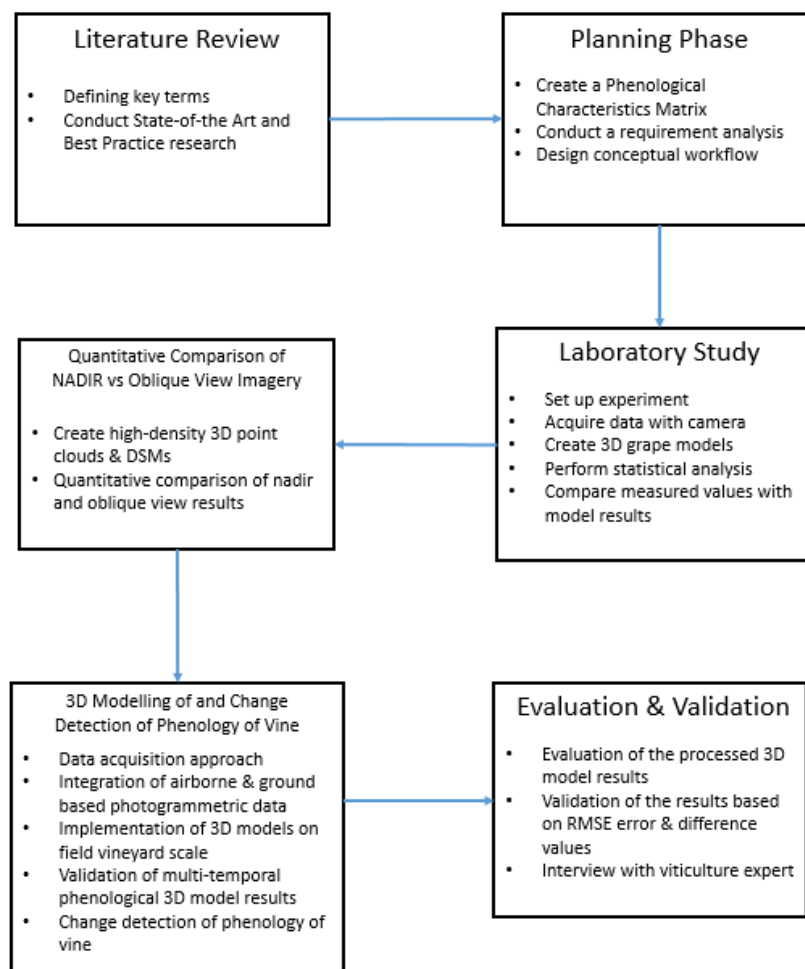 Literature Review
• Defining key terms
• Conduct State-of-the Art and
Best Practice research
Planning Phase
• Create a Phenological
Characteristics Matrix
• Conduct a requirement analysis
• Design conceptual workflow
Laboratory Study
• Set up experiment
• Acquire data with camera
• Create 3D grape models
• Perform statistical analysis
• Compare measured values with
model results
Quantitative Comparison of
NADIR vs Oblique View Imagery
• Create high-density 3D point
clouds & DSMs
• Quantitative comparison of nadir
and oblique view results
3D Modelling of and Change
Detection of Phenology of Vine
• Data acquisition approach
• Integration of airborne & ground
based photogrammetric data
• Implementation of 3D models on
field vineyard scale
• Validation of multi-temporal
phenological 3D model results
• Change detection of phenology of
vine
Evaluation & Validation
• Evaluation of the processed 3D
model results
• Validation of the results based
on RMSE error & difference
values
• Interview with viticulture expert